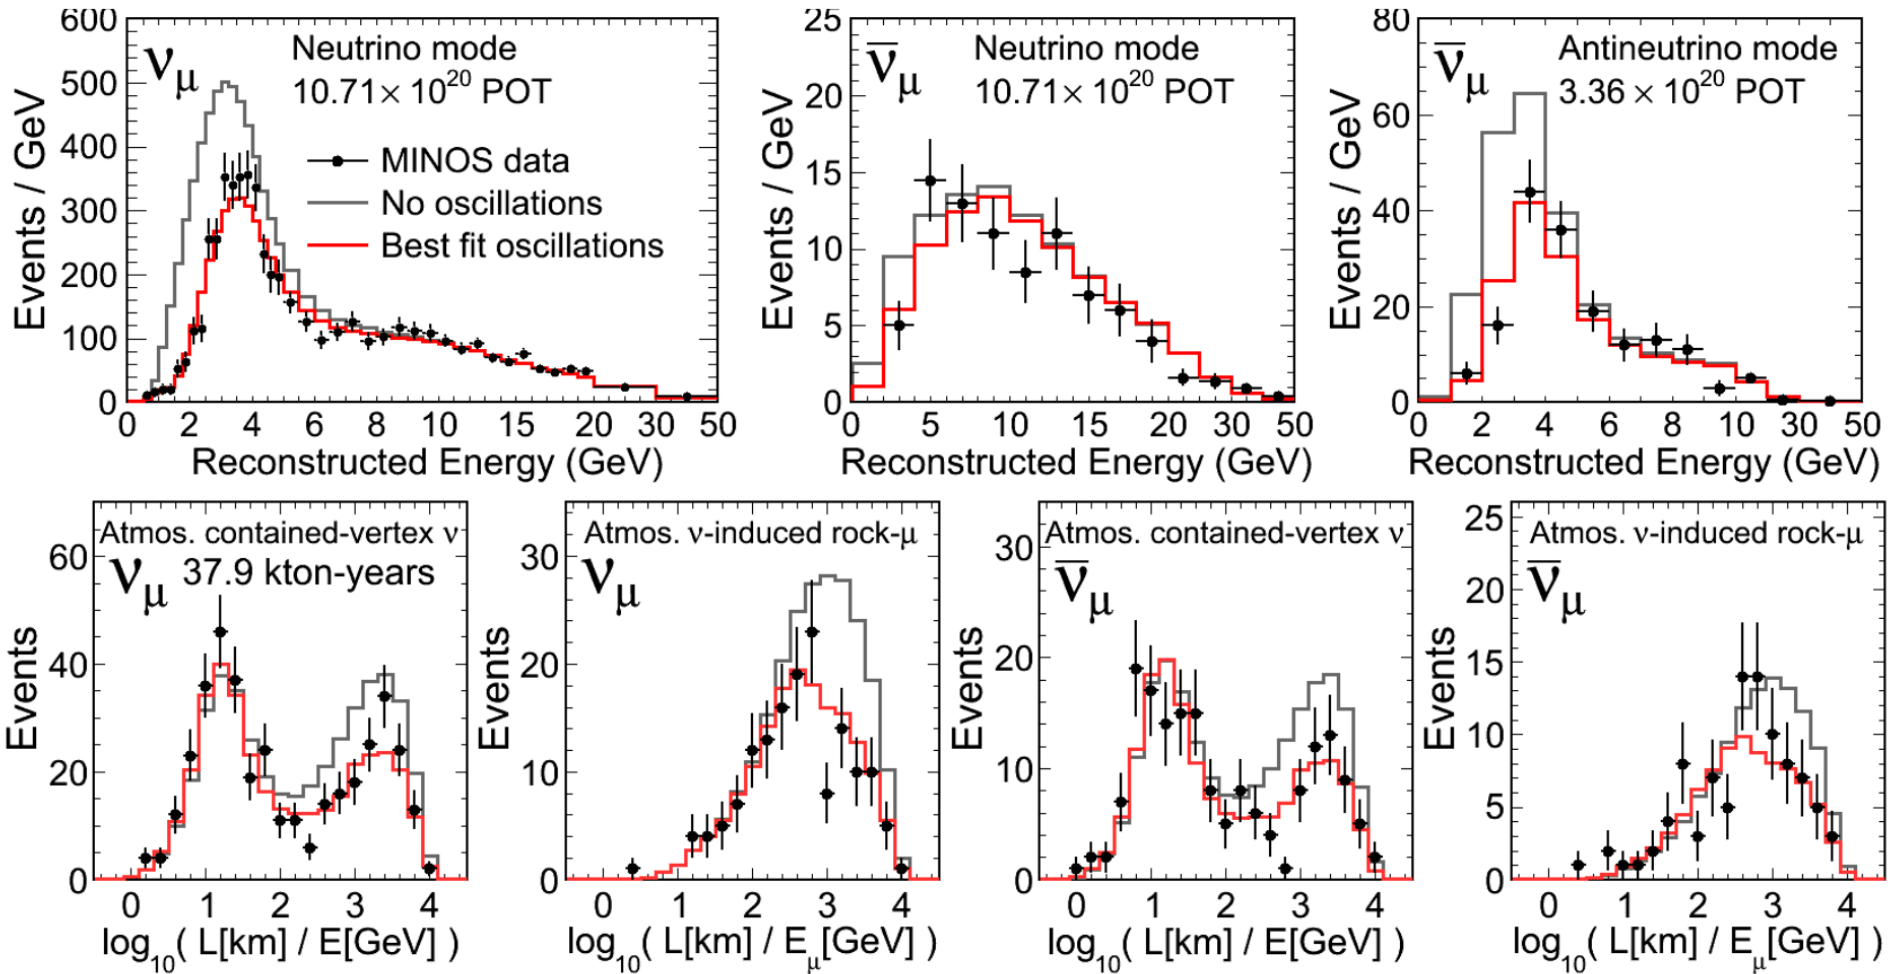 600
500
400
300
200
100
0
Events / GeV
νμ
Neutrino mode
10.71× 10²⁰ POT
MINOS data
No oscillations
Best fit oscillations
0 2 4 6 8 10 15 20 30 50
Reconstructed Energy (GeV)
25
20
15
10
5
0
Events / GeV
ν̅μ
Neutrino mode
10.71× 10²⁰ POT
0 5 10 15 20 30 50
Reconstructed Energy (GeV)
80
60
40
20
0
Events / GeV
ν̅μ
Antineutrino mode
3.36 × 10²⁰ POT
0 2 4 6 8 10 30 50
Reconstructed Energy (GeV)
60
40
20
0
Events
Atmos. contained-vertex ν
νμ 37.9 kton-years
0 1 2 3 4
log₁₀( L[km] / E[GeV] )
30
20
10
0
Events
Atmos. ν-induced rock-μ
νμ
0 1 2 3 4
log₁₀( L[km] / Eμ[GeV] )
30
20
10
0
Events
Atmos. contained-vertex ν
ν̅μ
0 1 2 3 4
log₁₀( L[km] / E[GeV] )
25
20
15
10
5
0
Events
Atmos. ν-induced rock-μ
ν̅μ
0 1 2 3 4
log₁₀( L[km] / Eμ[GeV] )